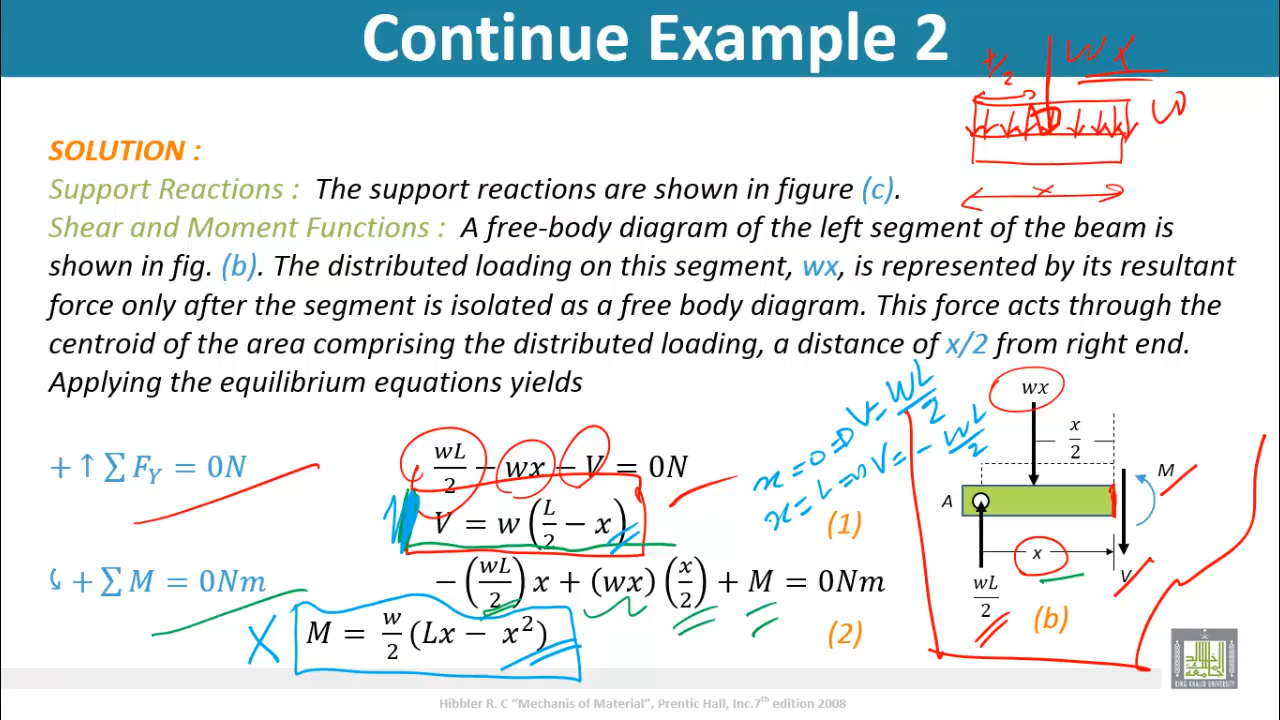 Continue Example 2
x/2
wx
w
x
SOLUTION :
Support Reactions : The support reactions are shown in figure (c).
Shear and Moment Functions : A free-body diagram of the left segment of the beam is
shown in fig. (b). The distributed loading on this segment, wx, is represented by its resultant
force only after the segment is isolated as a free body diagram. This force acts through the
centroid of the area comprising the distributed loading, a distance of x/2 from right end.
Applying the equilibrium equations yields
+ ↑ ∑ F_Y = 0N
wL/2 − wx − V = 0N
V = w (L/2 − x)
(1)
x = 0 ⇒ V = WL/2
x = L ⇒ V = − WL/2
⤹ + ∑ M = 0Nm
− (wL/2) x + (wx) (x/2) + M = 0Nm
M = w/2 (Lx − x²)
(2)
wx
x/2
M
A
x
V
wL/2
(b)
KING KHALID UNIVERSITY
Hibbler R. C “Mechanis of Material”, Prentic Hall, Inc.7th edition 2008